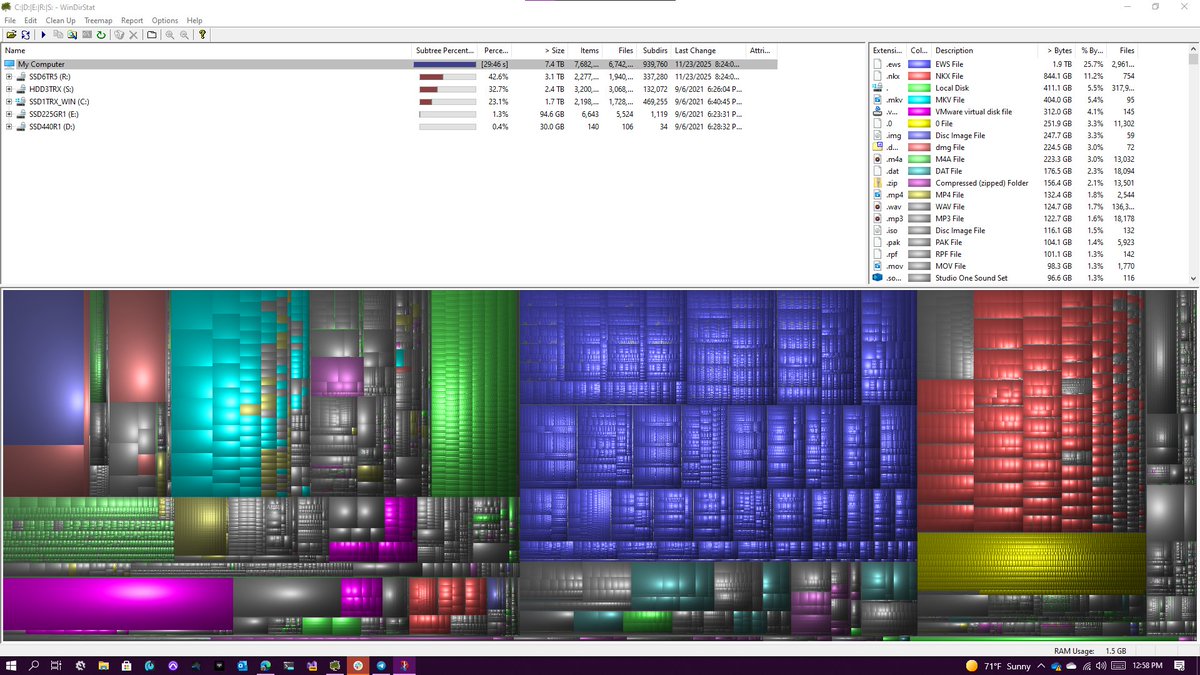 C:|D:|E:|R:|S: - WinDirStat
File Edit Clean Up Treemap Report Options Help
Name Subtree Percent... Perce... > Size Items Files Subdirs Last Change Attri...
My Computer [29:46 s] 7.4 TB 7,682,... 6,742,... 939,760 11/23/2025 8:24:0...
SSD6TR5 (R:) 42.6% 3.1 TB 2,277,... 1,940,... 337,280 11/23/2025 8:24:0...
HDD3TRX (S:) 32.7% 2.4 TB 3,200,... 3,068,... 132,072 9/6/2021 6:26:04 P...
SSD1TRX_WIN (C:) 23.1% 1.7 TB 2,198,... 1,728,... 469,255 9/6/2021 6:40:45 P...
SSD225GR1 (E:) 1.3% 94.6 GB 6,643 5,524 1,119 9/6/2021 6:23:31 P...
SSD440R1 (D:) 0.4% 30.0 GB 140 106 34 9/6/2021 6:28:32 P...
Extensi... Col... Description > Bytes % By... Files
.ews EWS File 1.9 TB 25.7% 2,961...
.nkx NKX File 844.1 GB 11.2% 754
. Local Disk 411.1 GB 5.5% 317,9...
.mkv MKV File 404.0 GB 5.4% 95
.v... VMware virtual disk file 312.0 GB 4.1% 145
.0 0 File 251.9 GB 3.3% 11,302
.img Disc Image File 247.7 GB 3.3% 59
.d... dmg File 224.5 GB 3.0% 72
.m4a M4A File 223.3 GB 3.0% 13,032
.dat DAT File 176.5 GB 2.3% 18,094
.zip Compressed (zipped) Folder 156.4 GB 2.1% 13,501
.mp4 MP4 File 132.4 GB 1.8% 2,544
.wav WAV File 124.7 GB 1.7% 136,3...
.mp3 MP3 File 122.7 GB 1.6% 18,178
.iso Disc Image File 116.1 GB 1.5% 132
.pak PAK File 104.1 GB 1.4% 5,923
.rpf RPF File 101.1 GB 1.3% 142
.mov MOV File 98.3 GB 1.3% 1,770
.so... Studio One Sound Set 96.6 GB 1.3% 116
RAM Usage: 1.5 GB
71°F Sunny 12:58 PM